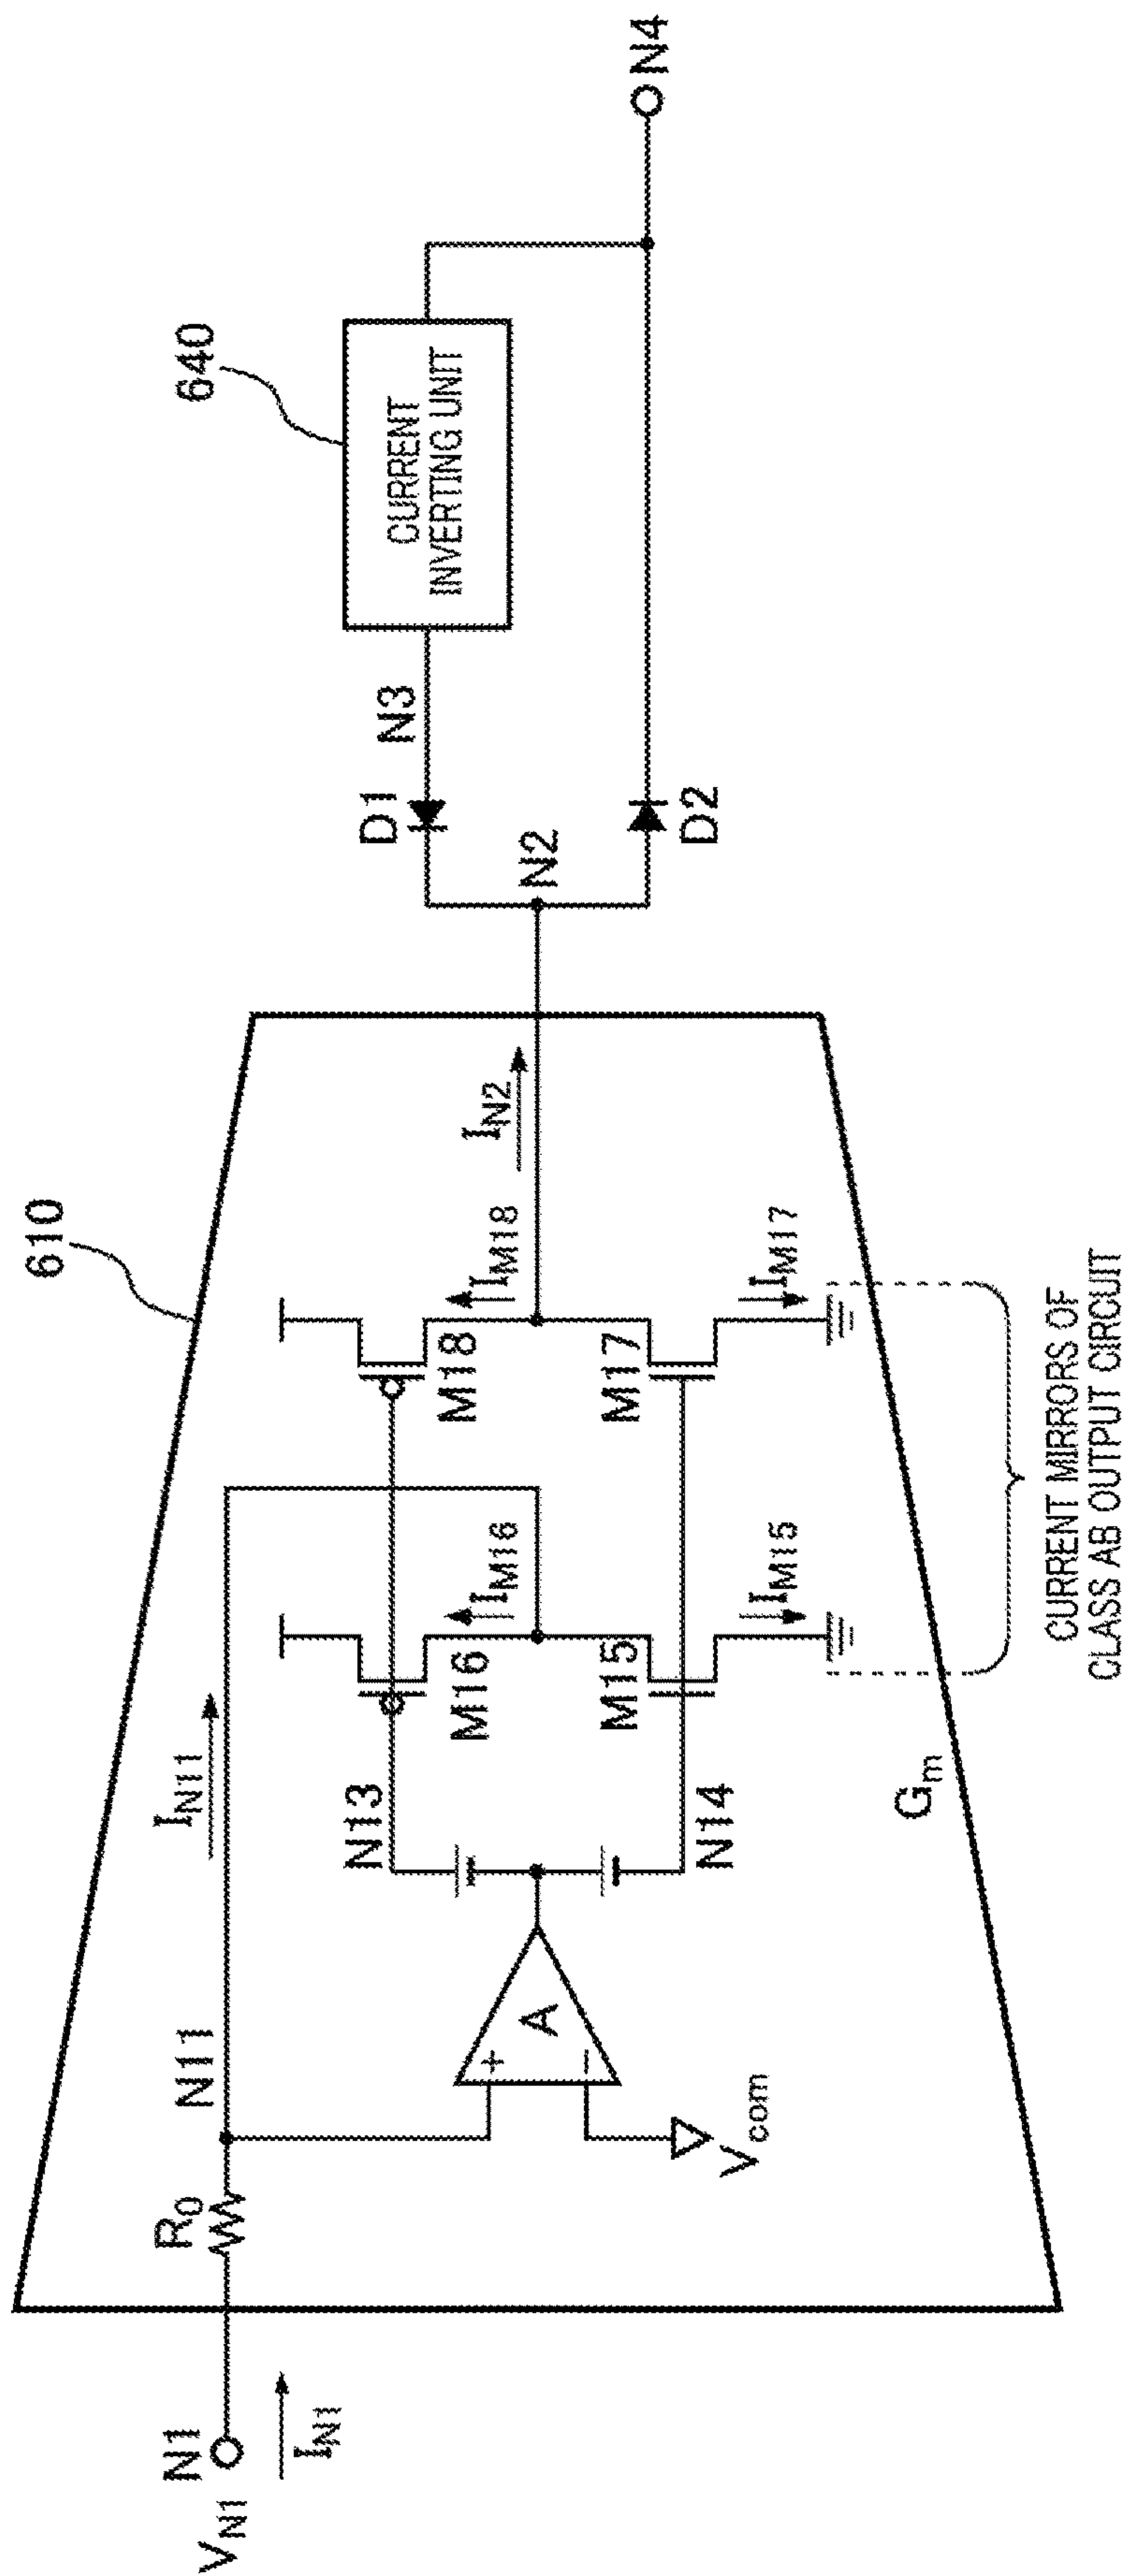 610
640
V_N1
N1
I_N1
R_0
N11
I_N11
A
+
−
V_com
N13
N14
M16
I_M16
M15
I_M15
M18
I_M18
M17
I_M17
G_m
I_N2
N2
D1
N3
D2
CURRENT
INVERTING UNIT
N4
CURRENT MIRRORS OF
CLASS AB OUTPUT CIRCUIT